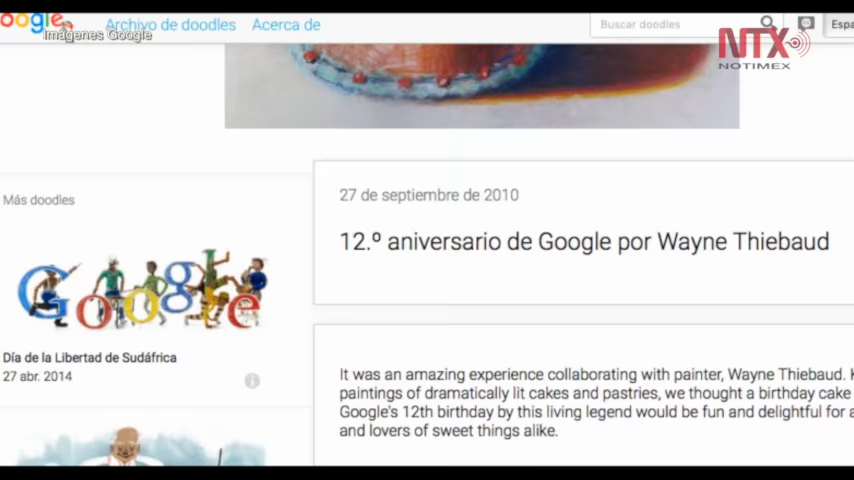 Google
Archivo de doodles
Acerca de
Buscar doodles
Imágenes Google
NTX
NOTIMEX
27 de septiembre de 2010
12.º aniversario de Google por Wayne Thiebaud
Más doodles
Google
Día de la Libertad de Sudáfrica
27 abr. 2014
It was an amazing experience collaborating with painter, Wayne Thiebaud.
paintings of dramatically lit cakes and pastries, we thought a birthday cake
Google's 12th birthday by this living legend would be fun and delightful for
and lovers of sweet things alike.